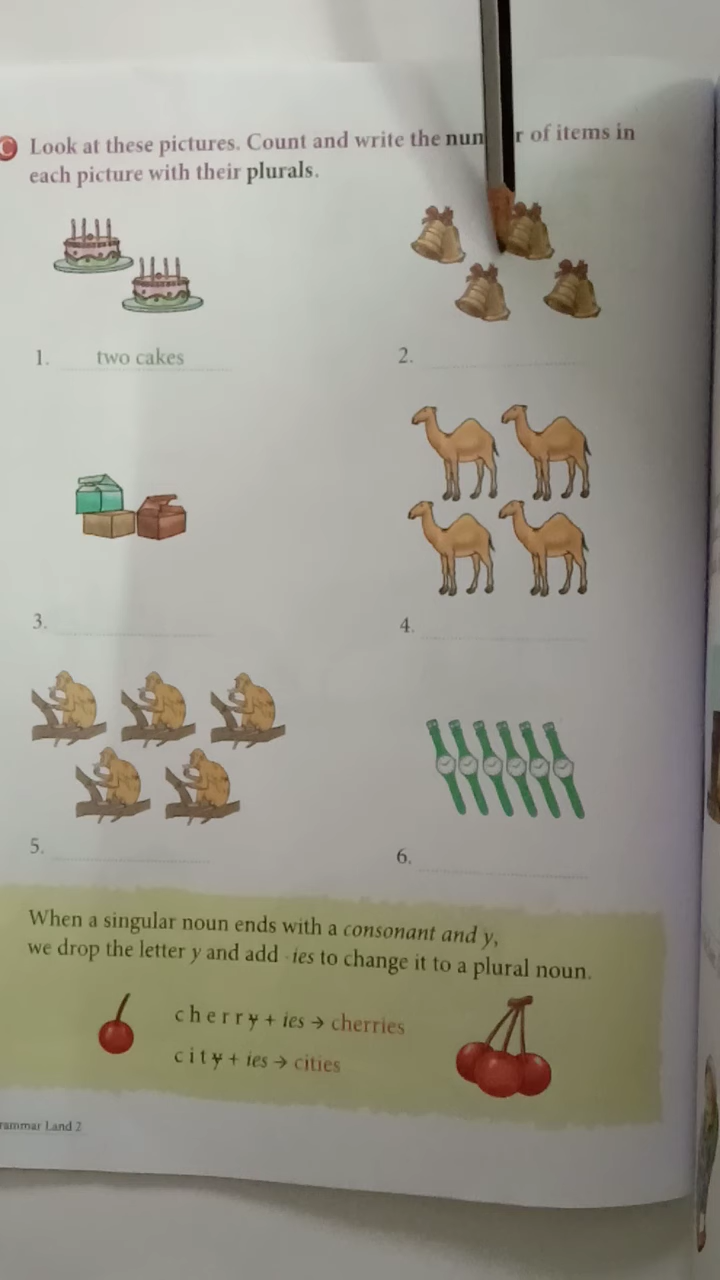 C Look at these pictures. Count and write the nun r of items in
each picture with their plurals.
1. two cakes
2.
3.
4.
5.
6.
When a singular noun ends with a consonant and y,
we drop the letter y and add -ies to change it to a plural noun.
cherry + ies → cherries
city + ies → cities
rammar Land 2